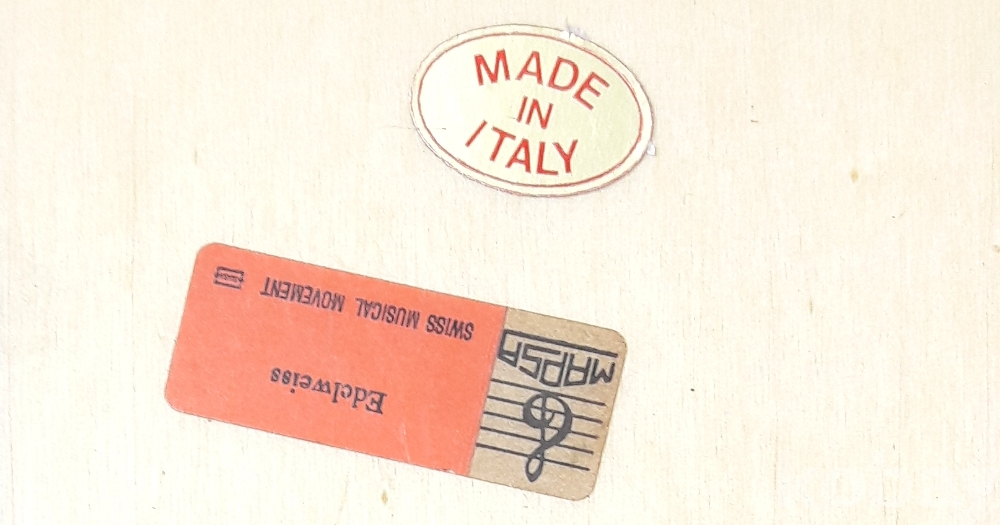 MADE
IN
ITALY
MAPSA
Edelweiss
SWISS MUSICAL MOVEMENT